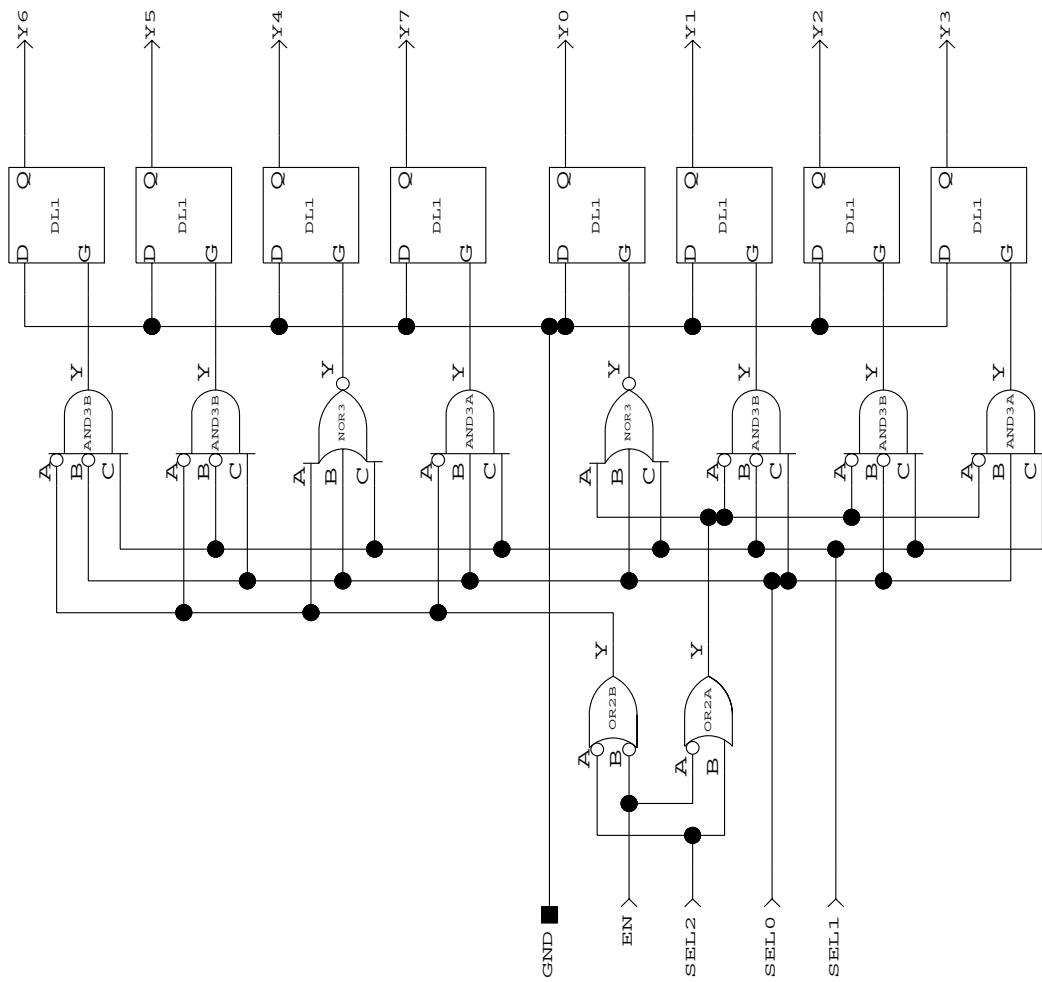 Y6 Y5 Y4 Y7 Y0 Y1 Y2 Y3
Q Q Q Q Q Q Q Q
DL1 DL1 DL1 DL1 DL1 DL1 DL1 DL1
D G D G D G D G D G D G D G D G
Y Y Y Y Y Y Y Y
AND3B AND3B NOR3 AND3A NOR3 AND3B AND3B AND3A
A B C A B C A B C A B C A B C A B C A B C A B C
Y Y
OR2B OR2A
A B A B
GND EN SEL2 SEL0 SEL1